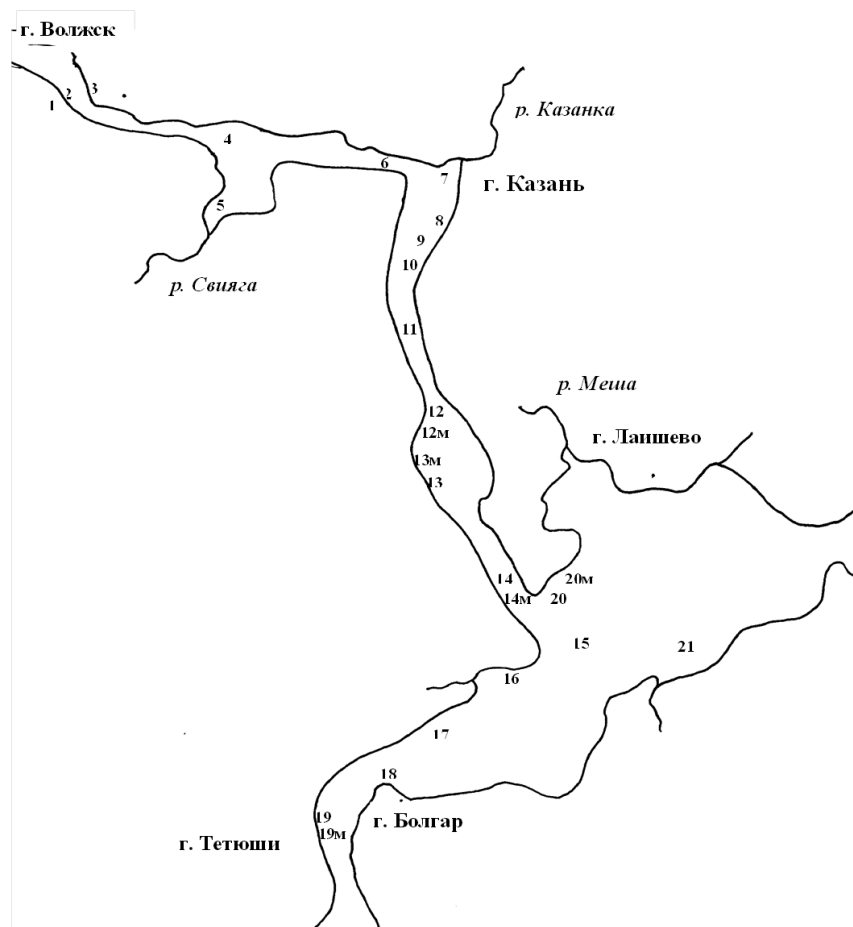 г. Волжск
3
2
1
р. Казанка
4
6
7
г. Казань
5
8
9
10
р. Свияга
11
р. Меша
12
12м
г. Лаишево
13м
13
14
20м
14м
20
15
21
16
17
18
19
19м
г. Болгар
г. Тетюши